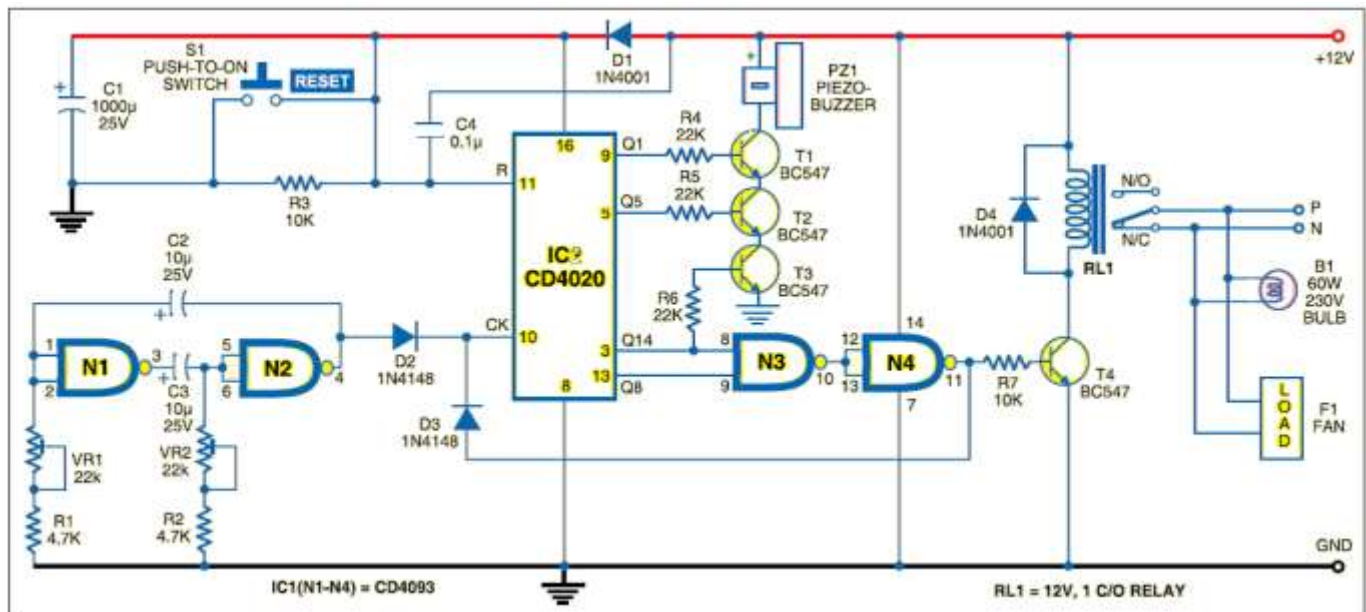 S1
PUSH-TO-ON
SWITCH
RESET
+
C1
1000µ
25V
D1
1N4001
+
PZ1
PIEZO-
BUZZER
+12V
C4
0.1µ
R3
10K
R
11
16
9
Q1
R4
22K
T1
BC547
5
Q5
R5
22K
T2
BC547
IC2
CD4020
R6
22K
T3
BC547
D4
1N4001
N/O
N/C
RL1
P
N
B1
60W
230V
BULB
C2
10µ
25V
+
1
2
N1
3
+
C3
10µ
25V
5
6
N2
4
D2
1N4148
CK
10
3
Q14
13
Q8
8
D3
1N4148
8
9
N3
10
12
13
N4
11
14
7
R7
10K
T4
BC547
LOAD
F1
FAN
VR1
22k
VR2
22k
R1
4.7K
R2
4.7K
GND
IC1(N1-N4) = CD4093
RL1 = 12V, 1 C/O RELAY